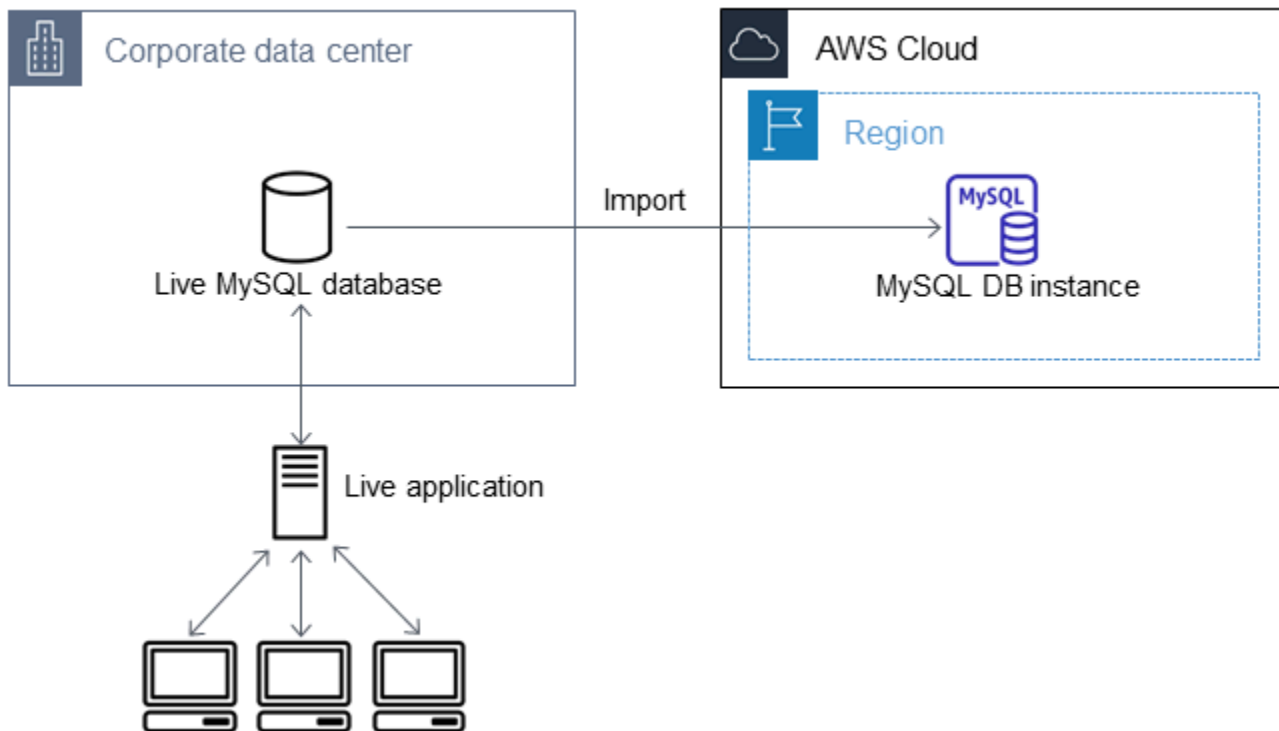 Corporate data center
AWS Cloud
Region
Import
MySQL
Live MySQL database
MySQL DB instance
Live application